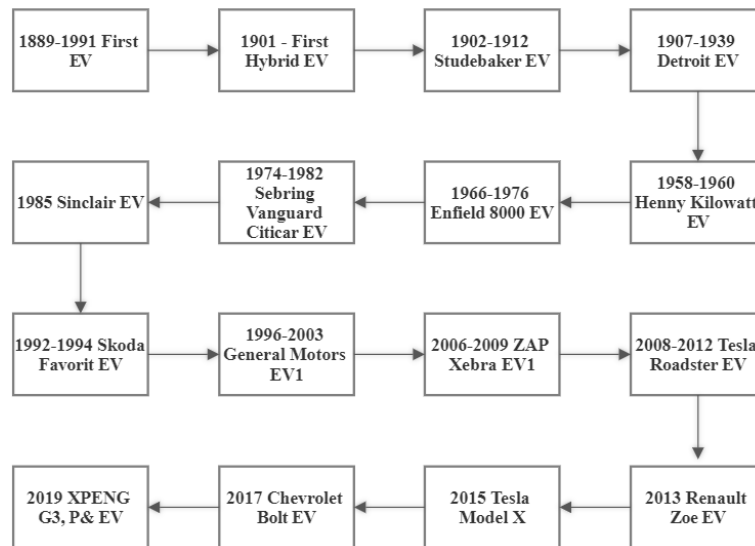 1889-1991 First
EV
1901 - First
Hybrid EV
1902-1912
Studebaker EV
1907-1939
Detroit EV
1958-1960
Henny Kilowatt
EV
1966-1976
Enfield 8000 EV
1974-1982
Sebring
Vanguard
Citicar EV
1985 Sinclair EV
1992-1994 Skoda
Favorit EV
1996-2003
General Motors
EV1
2006-2009 ZAP
Xebra EV1
2008-2012 Tesla
Roadster EV
2013 Renault
Zoe EV
2015 Tesla
Model X
2017 Chevrolet
Bolt EV
2019 XPENG
G3, P& EV